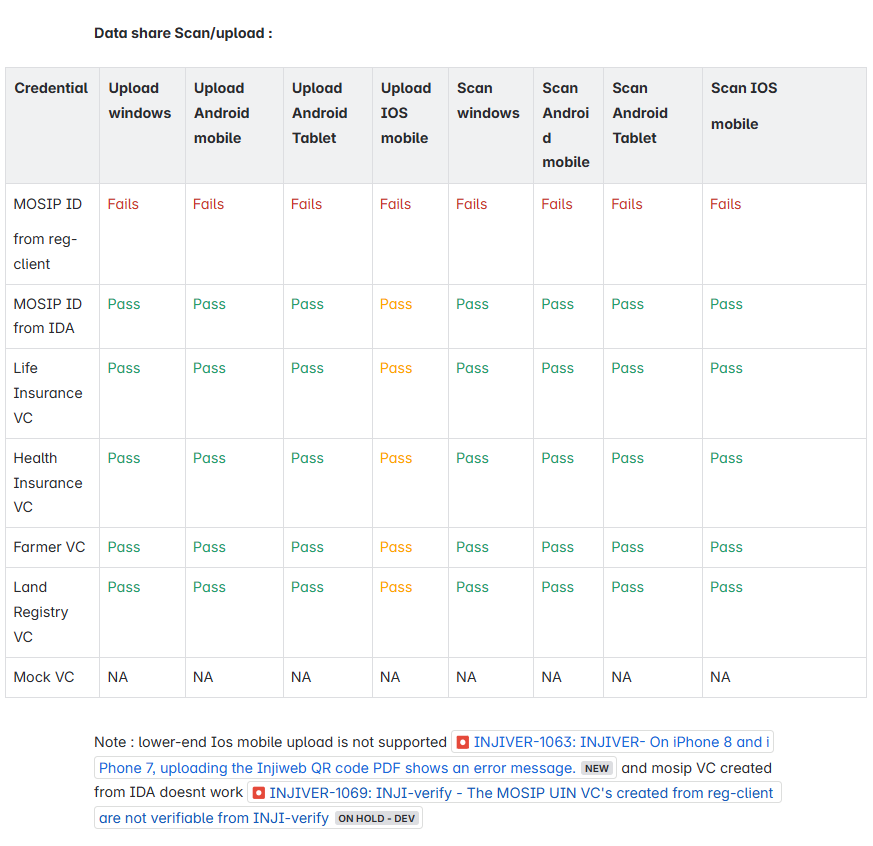 Data share Scan/upload :
Credential Upload windows Upload Android mobile Upload Android Tablet Upload IOS mobile Scan windows Scan Androi d mobile Scan Android Tablet Scan IOS mobile
MOSIP ID from reg-client Fails Fails Fails Fails Fails Fails Fails Fails
MOSIP ID from IDA Pass Pass Pass Pass Pass Pass Pass Pass
Life Insurance VC Pass Pass Pass Pass Pass Pass Pass Pass
Health Insurance VC Pass Pass Pass Pass Pass Pass Pass Pass
Farmer VC Pass Pass Pass Pass Pass Pass Pass Pass
Land Registry VC Pass Pass Pass Pass Pass Pass Pass Pass
Mock VC NA NA NA NA NA NA NA NA
Note : lower-end Ios mobile upload is not supported INJIVER-1063: INJIVER- On iPhone 8 and i
Phone 7, uploading the Injiweb QR code PDF shows an error message. NEW and mosip VC created
from IDA doesnt work INJIVER-1069: INJI-verify - The MOSIP UIN VC's created from reg-client
are not verifiable from INJI-verify ON HOLD - DEV